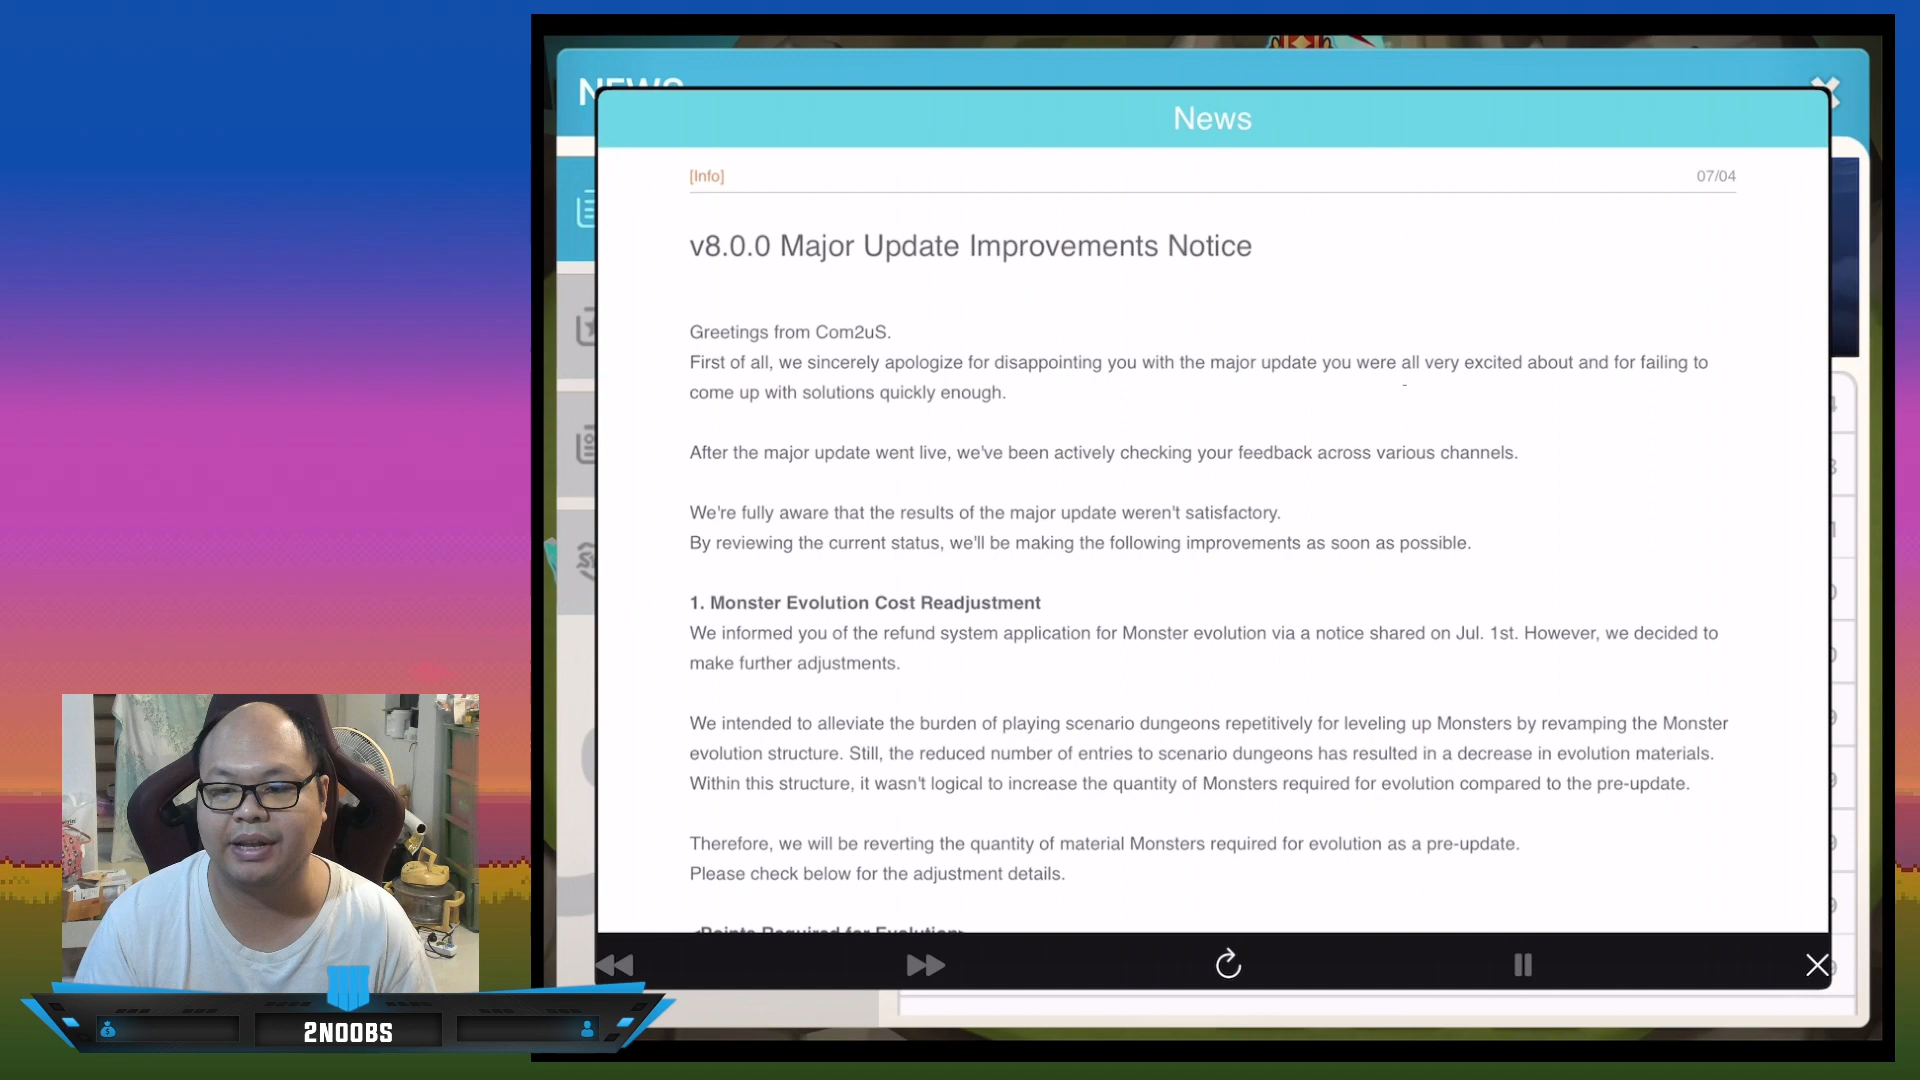 NEWS
News
[Info]
07/04
v8.0.0 Major Update Improvements Notice
Greetings from Com2uS.
First of all, we sincerely apologize for disappointing you with the major update you were all very excited about and for failing to
come up with solutions quickly enough.
After the major update went live, we've been actively checking your feedback across various channels.
We're fully aware that the results of the major update weren't satisfactory.
By reviewing the current status, we'll be making the following improvements as soon as possible.
1. Monster Evolution Cost Readjustment
We informed you of the refund system application for Monster evolution via a notice shared on Jul. 1st. However, we decided to
make further adjustments.
We intended to alleviate the burden of playing scenario dungeons repetitively for leveling up Monsters by revamping the Monster
evolution structure. Still, the reduced number of entries to scenario dungeons has resulted in a decrease in evolution materials.
Within this structure, it wasn't logical to increase the quantity of Monsters required for evolution compared to the pre-update.
Therefore, we will be reverting the quantity of material Monsters required for evolution as a pre-update.
Please check below for the adjustment details.
<Points Required for Evolution>
2NOOBS